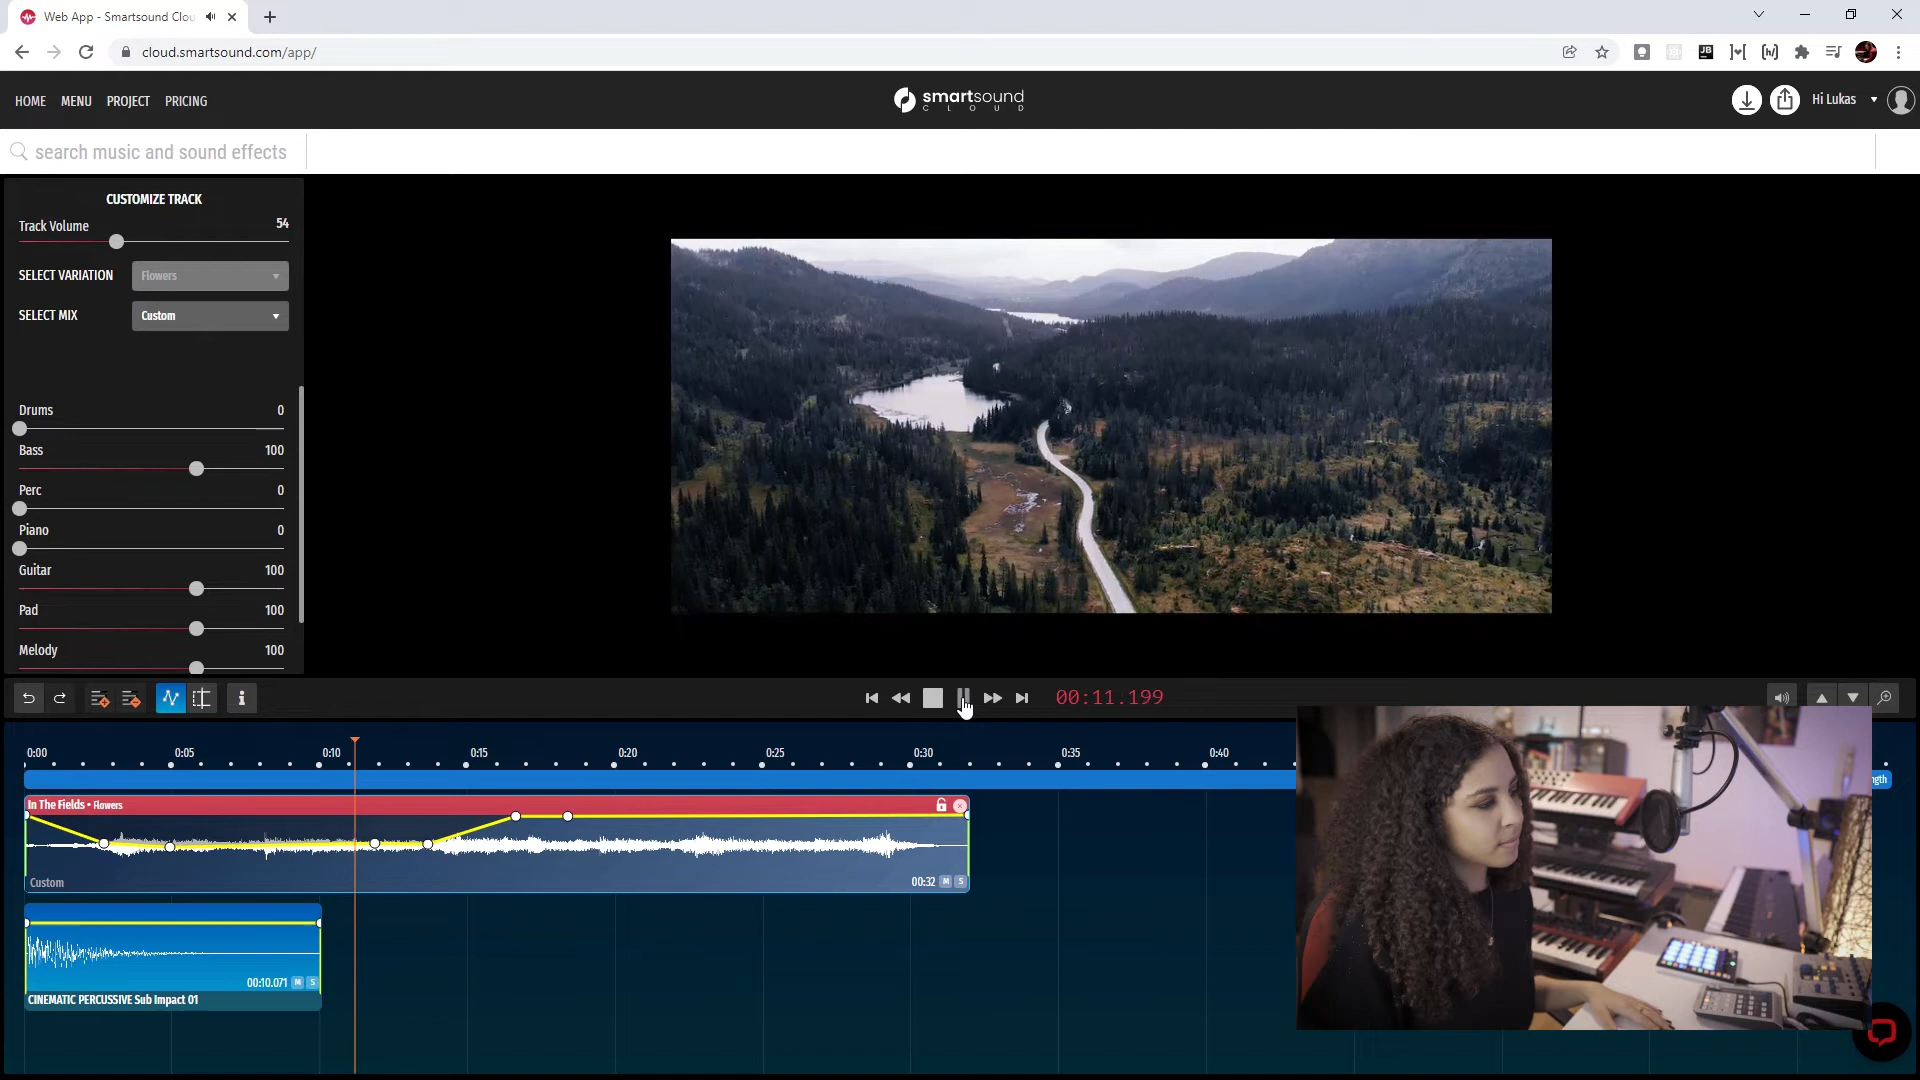 Web App - Smartsound Clou
cloud.smartsound.com/app/
HOME MENU PROJECT PRICING
smartsound
CLOUD
Hi Lukas
search music and sound effects
CUSTOMIZE TRACK
Track Volume 54
SELECT VARIATION Flowers
SELECT MIX Custom
Drums 0
Bass 100
Perc 0
Piano 0
Guitar 100
Pad 100
Melody 100
00:11.199
0:00 0:05 0:10 0:15 0:20 0:25 0:30 0:35 0:40
ngth
In The Fields • Flowers
Custom 00:32 M S
00:10.071 M S
CINEMATIC PERCUSSIVE Sub Impact 01